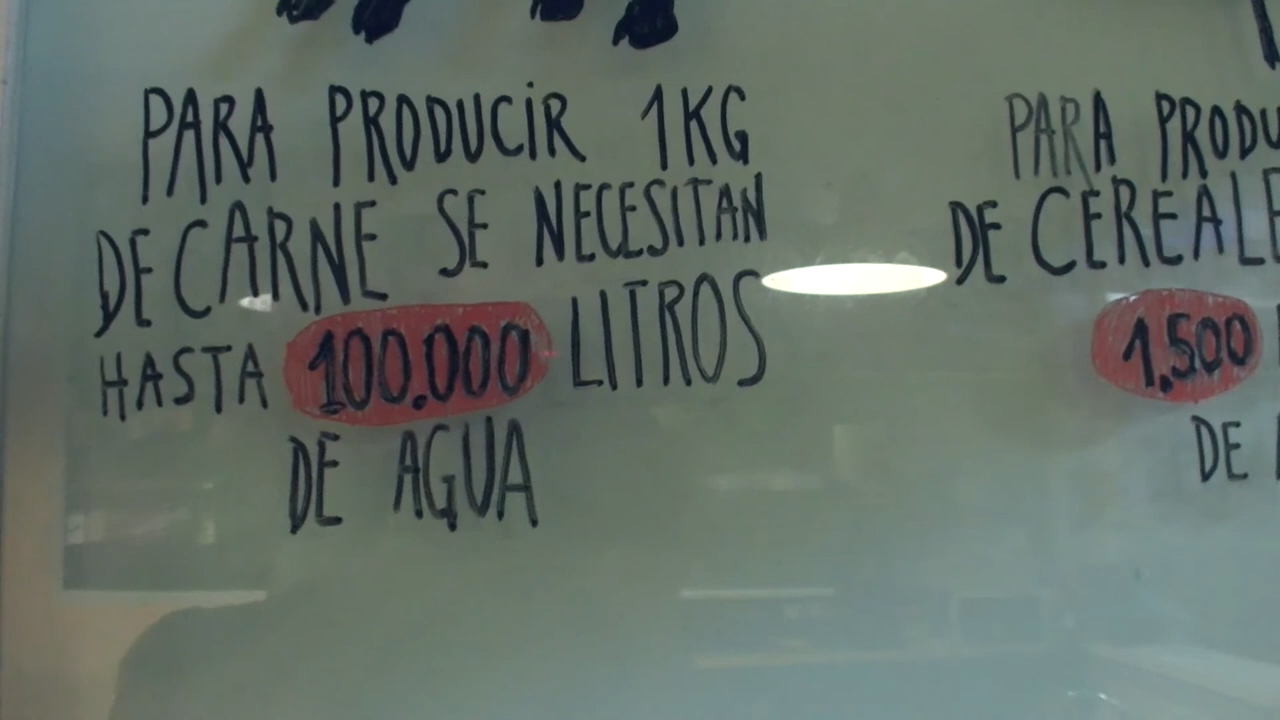 PARA PRODUCIR 1KG
DE CARNE SE NECESITAN
HASTA 100.000 LITROS
DE AGUA
PARA
DE
1.500
DE